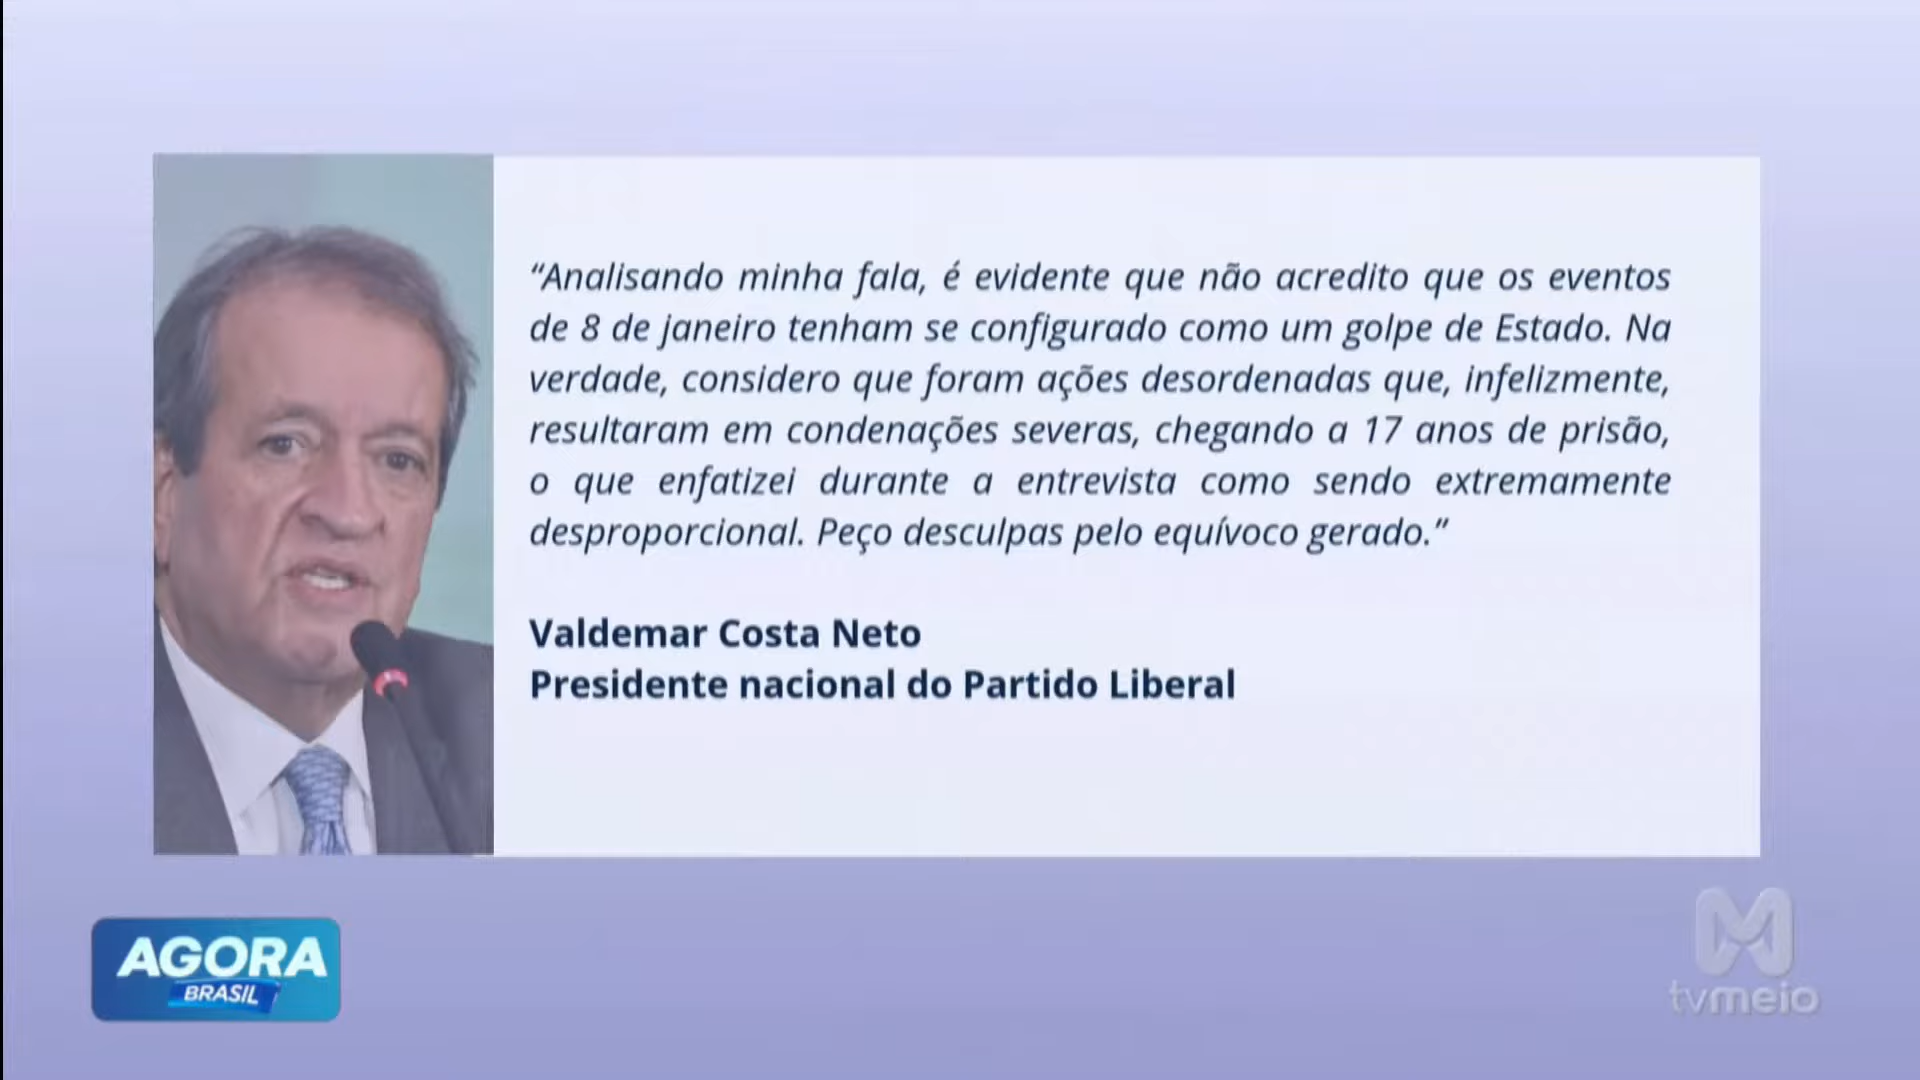 “Analisando minha fala, é evidente que não acredito que os eventos
de 8 de janeiro tenham se configurado como um golpe de Estado. Na
verdade, considero que foram ações desordenadas que, infelizmente,
resultaram em condenações severas, chegando a 17 anos de prisão,
o que enfatizei durante a entrevista como sendo extremamente
desproporcional. Peço desculpas pelo equívoco gerado.”
Valdemar Costa Neto
Presidente nacional do Partido Liberal
AGORA
BRASIL
tvmeio